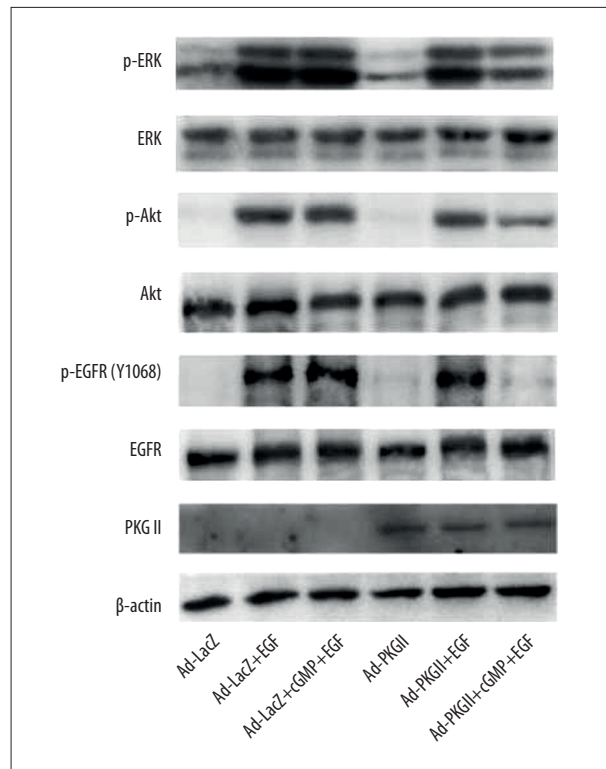 p-ERK
ERK
p-Akt
Akt
p-EGFR (Y1068)
EGFR
PKG II
β-actin
Ad-LacZ
Ad-LacZ+EGF
Ad-LacZ+cGMP+EGF
Ad-PKGII
Ad-PKGII+EGF
Ad-PKGII+cGMP+EGF